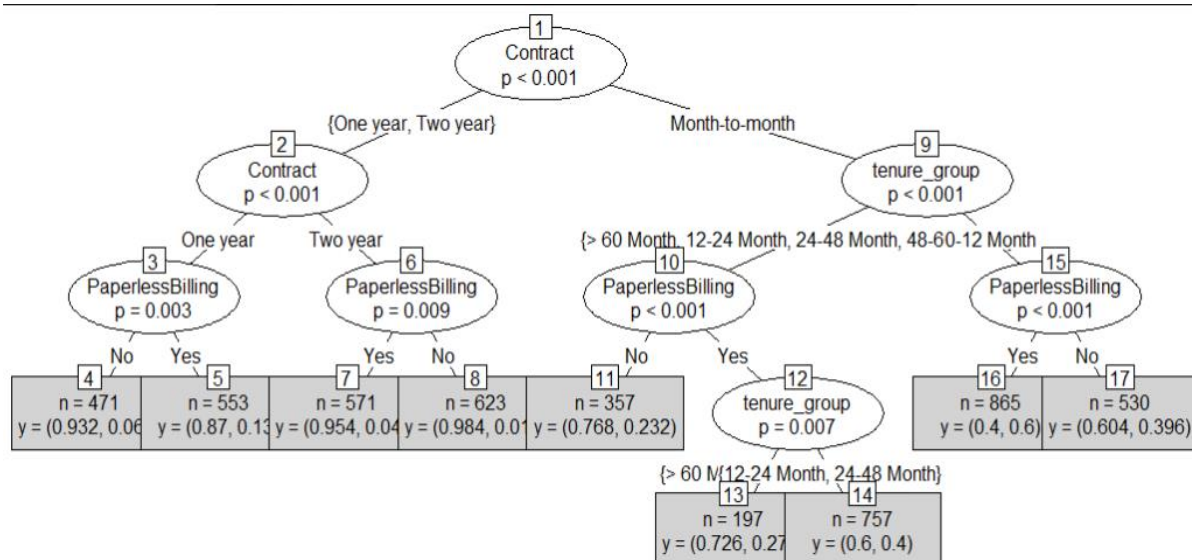 1
Contract
p < 0.001
{One year, Two year}
Month-to-month
2
Contract
p < 0.001
9
tenure_group
p < 0.001
One year
Two year
{> 60 Month, 12-24 Month, 24-48 Month, 48-60-12 Month
3
PaperlessBilling
p = 0.003
6
PaperlessBilling
p = 0.009
10
PaperlessBilling
p < 0.001
15
PaperlessBilling
p < 0.001
No
Yes
Yes
No
No
Yes
Yes
No
4
n = 471
y = (0.932, 0.06
5
n = 553
y = (0.87, 0.13
7
n = 571
y = (0.954, 0.04
8
n = 623
y = (0.984, 0.01
11
n = 357
y = (0.768, 0.232)
12
tenure_group
p = 0.007
16
n = 865
y = (0.4, 0.6)
17
n = 530
y = (0.604, 0.396)
{> 60 M
{12-24 Month, 24-48 Month}
13
n = 197
y = (0.726, 0.27
14
n = 757
y = (0.6, 0.4)